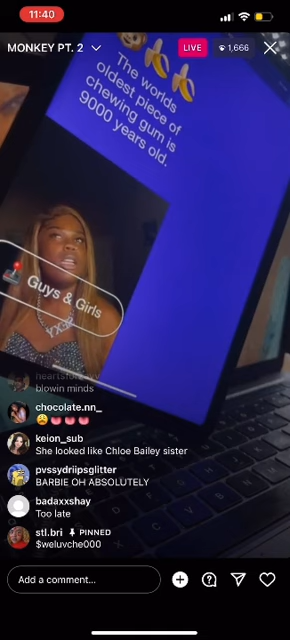 11:40
MONKEY PT. 2
LIVE
1,666
The worlds
oldest piece of
chewing gum is
9000 years old.
Guys & Girls
blowin minds
chocolate.nn_
😩👅👅👅
keion_sub
She looked like Chloe Bailey sister
pvssydriipsglitter
BARBIE OH ABSOLUTELY
badaxxshay
Too late
stl.bri PINNED
$weluvche000
Add a comment...